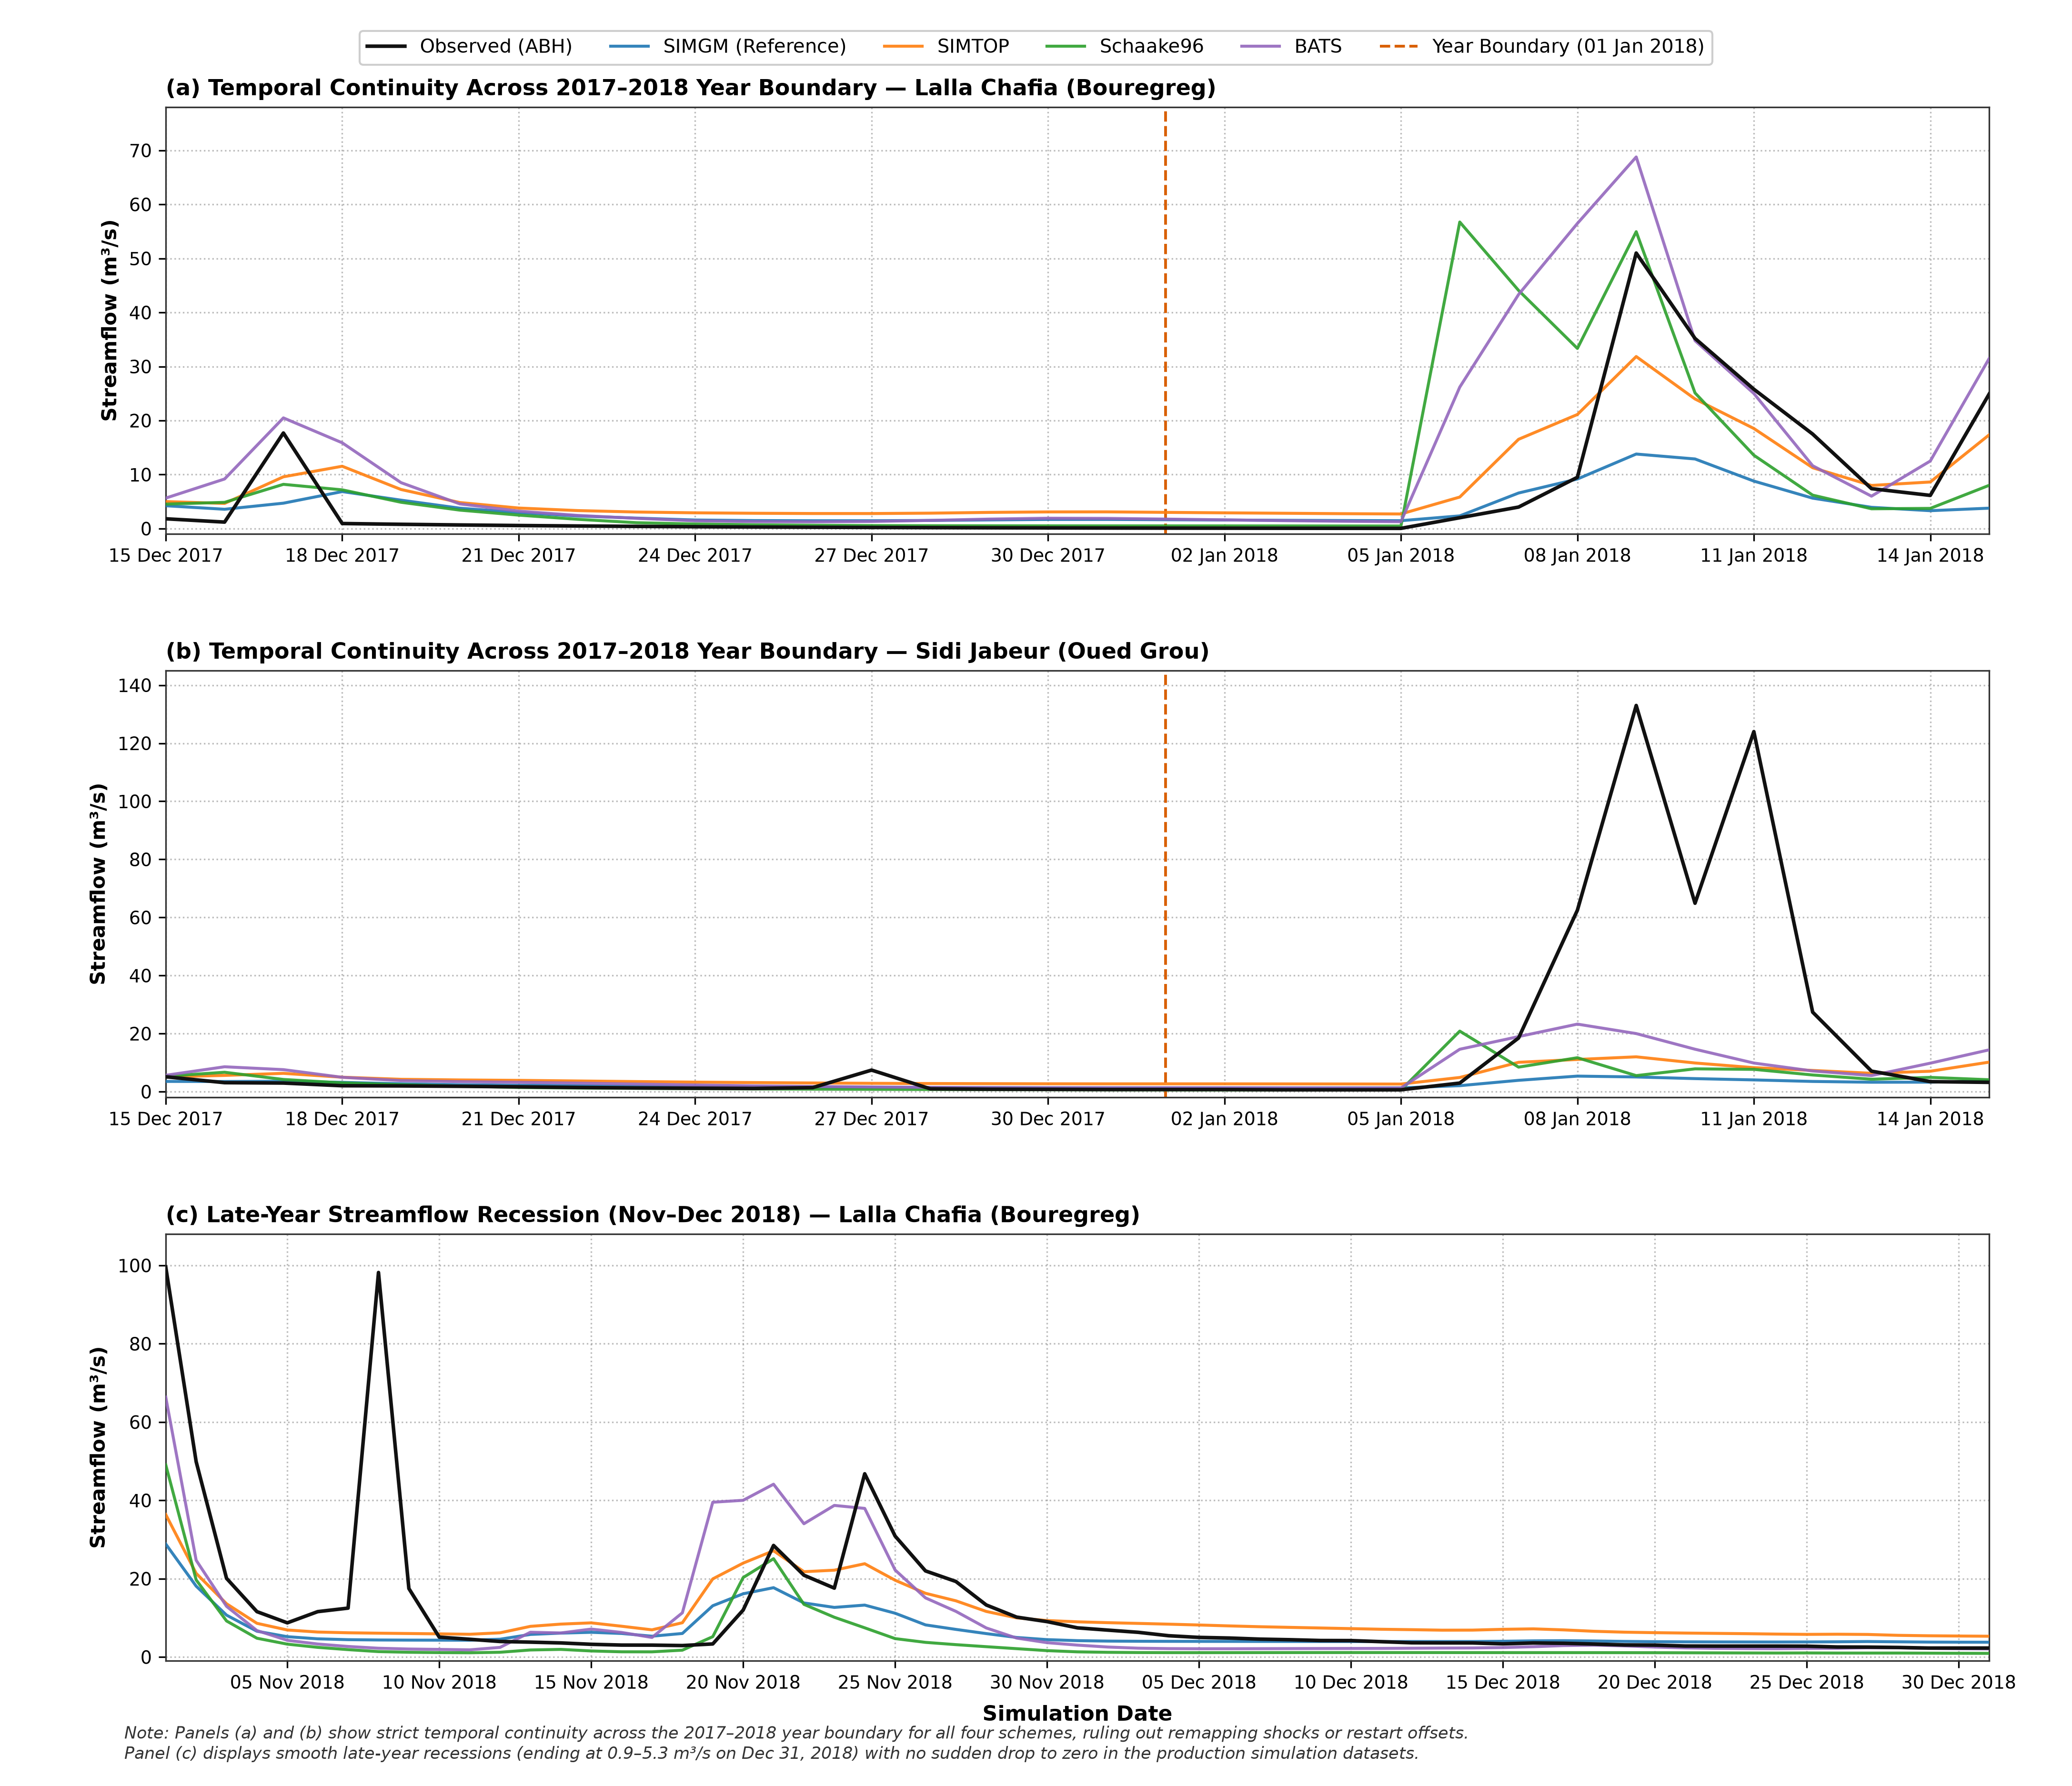 Observed (ABH) SIMGM (Reference) SIMTOP Schaake96 BATS Year Boundary (01 Jan 2018)
(a) Temporal Continuity Across 2017–2018 Year Boundary — Lalla Chafia (Bouregreg)
Streamflow (m³/s)
70
60
50
40
30
20
10
0
15 Dec 2017 18 Dec 2017 21 Dec 2017 24 Dec 2017 27 Dec 2017 30 Dec 2017 02 Jan 2018 05 Jan 2018 08 Jan 2018 11 Jan 2018 14 Jan 2018
(b) Temporal Continuity Across 2017–2018 Year Boundary — Sidi Jabeur (Oued Grou)
Streamflow (m³/s)
140
120
100
80
60
40
20
0
15 Dec 2017 18 Dec 2017 21 Dec 2017 24 Dec 2017 27 Dec 2017 30 Dec 2017 02 Jan 2018 05 Jan 2018 08 Jan 2018 11 Jan 2018 14 Jan 2018
(c) Late-Year Streamflow Recession (Nov–Dec 2018) — Lalla Chafia (Bouregreg)
Streamflow (m³/s)
100
80
60
40
20
0
05 Nov 2018 10 Nov 2018 15 Nov 2018 20 Nov 2018 25 Nov 2018 30 Nov 2018 05 Dec 2018 10 Dec 2018 15 Dec 2018 20 Dec 2018 25 Dec 2018 30 Dec 2018
Simulation Date
Note: Panels (a) and (b) show strict temporal continuity across the 2017–2018 year boundary for all four schemes, ruling out remapping shocks or restart offsets.
Panel (c) displays smooth late-year recessions (ending at 0.9–5.3 m³/s on Dec 31, 2018) with no sudden drop to zero in the production simulation datasets.